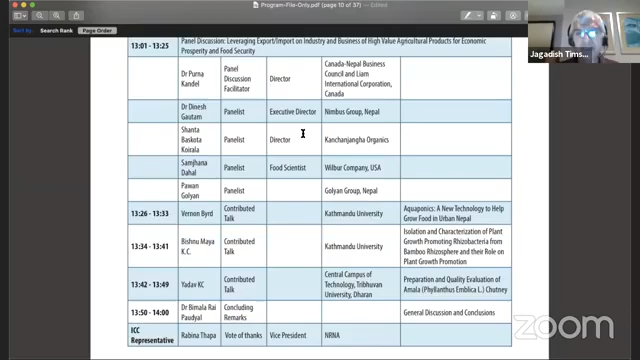 Program-File-Only.pdf (page 10 of 37) — Edited
Sort by: Search Rank Page Order
Jagadish Tims...
13:01 - 13:25 Panel Discussion: Leveraging Export/Import on Industry and Business of High Value Agricultural Products for Economic
Prosperity and Food Security
Dr Purna
Kandel
Panel
Discussion
Facilitator
Director
Canada-Nepal Business
Council and Liam
International Corporation,
Canada
Dr Dinesh
Gautam
Panelist
Executive Director
Nimbus Group, Nepal
Shanta
Baskota
Koirala
Panelist
Director
Kanchanjangha Organics
Samjhana
Dahal
Panelist
Food Scientist
Wilbur Company, USA
Pawan
Golyan
Panelist
Golyan Group, Nepal
13:26 - 13:33
Vernon Byrd
Contributed
Talk
Kathmandu University
Aquaponics: A New Technology to Help
Grow Food in Urban Nepal
13:34 - 13:41
Bishnu Maya
K.C.
Contributed
Talk
Kathmandu University
Isolation and Characterization of Plant
Growth Promoting Rhizobacteria from
Bamboo Rhizosphere and their Role on
Plant Growth Promotion
13:42 - 13:49
Yadav KC
Contributed
Talk
Central Campus of
Technology, Tribhuvan
University, Dharan
Preparation and Quality Evaluation of
Amala (Phyllanthus Emblica L.) Chutney
13:50 - 14:00
Dr Bimala Rai
Paudyal
Concluding
Remarks
General Discussion and Conclusions
ICC
Representative
Rabina Thapa
Vote of thanks
Vice President
NRNA
zoom